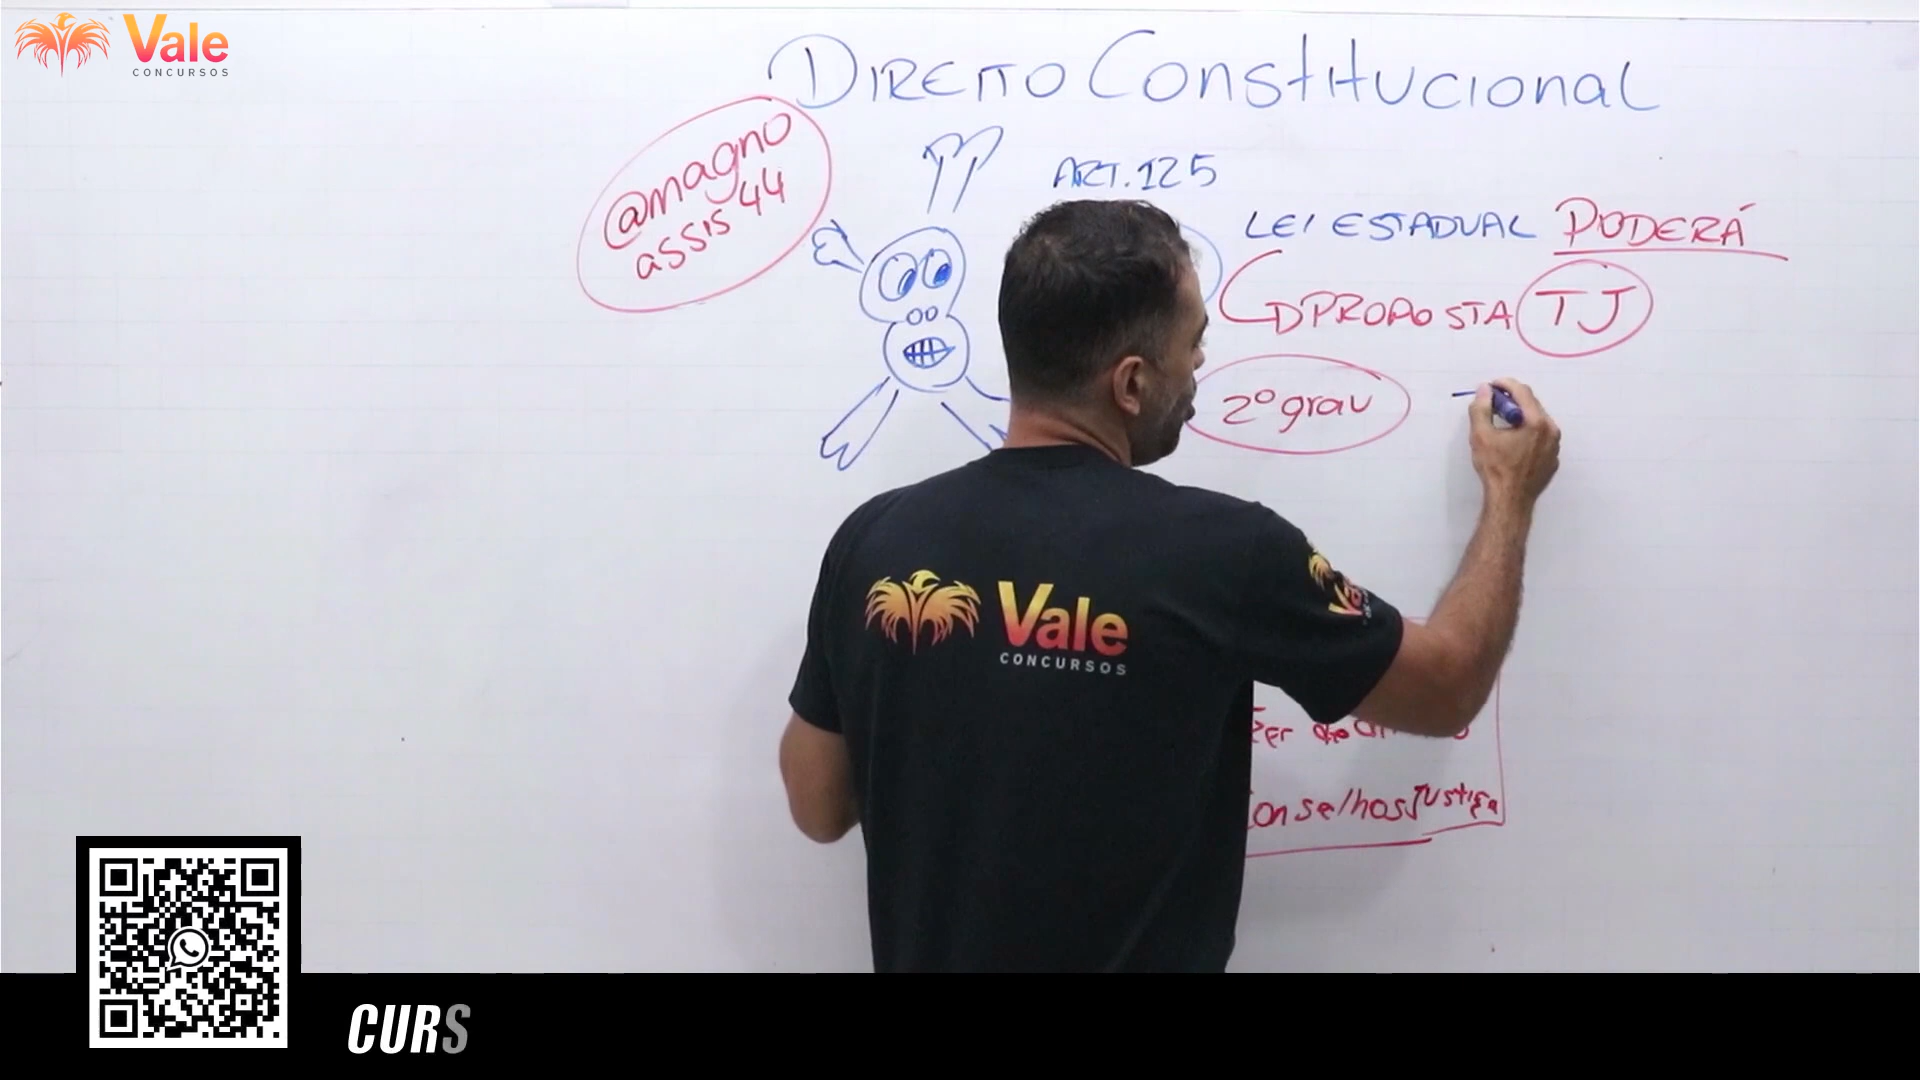 Vale
CONCURSOS
DIREITO CONSTITUCIONAL
@magno
assis 44
ART. 125
LEI ESTADUAL PODERÁ
PROPOSTA TJ
2º grau
Vale
CONCURSOS
Conselhos Justiça
CURS